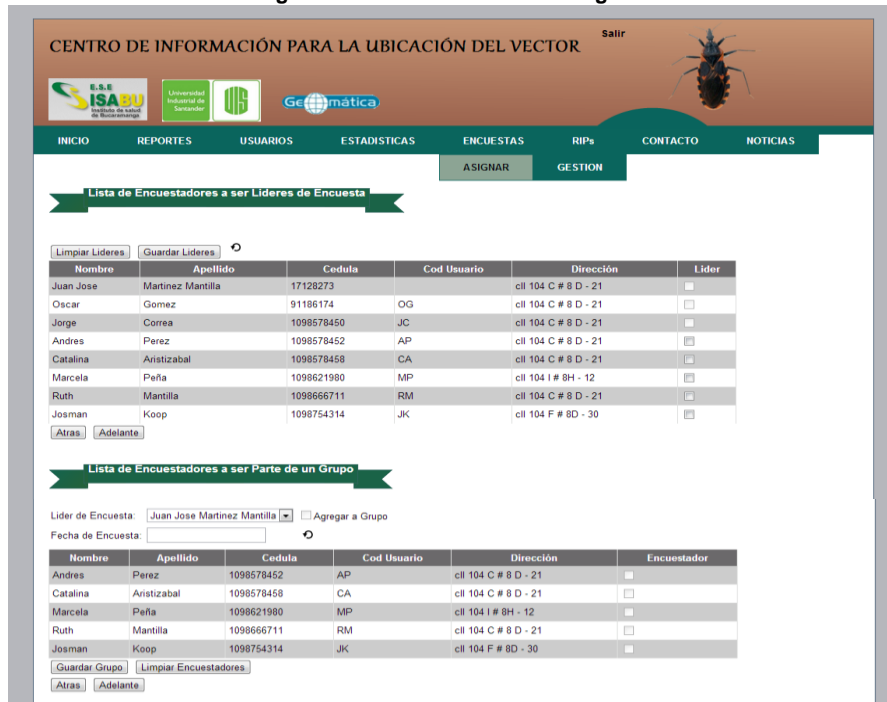 Salir
CENTRO DE INFORMACIÓN PARA LA UBICACIÓN DEL VECTOR
E.S.E
ISABU
Instituto de salud
de Bucaramanga
Universidad
Industrial de
Santander
UIS
Geomática
INICIO REPORTES USUARIOS ESTADISTICAS ENCUESTAS RIPs CONTACTO NOTICIAS
ASIGNAR GESTION
Lista de Encuestadores a ser Lideres de Encuesta
Limpiar Lideres Guardar Lideres
Nombre Apellido Cedula Cod Usuario Dirección Lider
Juan Jose Martinez Mantilla 17128273 cll 104 C # 8 D - 21
Oscar Gomez 91186174 OG cll 104 C # 8 D - 21
Jorge Correa 1098578450 JC cll 104 C # 8 D - 21
Andres Perez 1098578452 AP cll 104 C # 8 D - 21
Catalina Aristizabal 1098578458 CA cll 104 C # 8 D - 21
Marcela Peña 1098621980 MP cll 104 I # 8H - 12
Ruth Mantilla 1098666711 RM cll 104 C # 8 D - 21
Josman Koop 1098754314 JK cll 104 F # 8D - 30
Atras Adelante
Lista de Encuestadores a ser Parte de un Grupo
Lider de Encuesta: Juan Jose Martinez Mantilla Agregar a Grupo
Fecha de Encuesta:
Nombre Apellido Cedula Cod Usuario Dirección Encuestador
Andres Perez 1098578452 AP cll 104 C # 8 D - 21
Catalina Aristizabal 1098578458 CA cll 104 C # 8 D - 21
Marcela Peña 1098621980 MP cll 104 I # 8H - 12
Ruth Mantilla 1098666711 RM cll 104 C # 8 D - 21
Josman Koop 1098754314 JK cll 104 F # 8D - 30
Guardar Grupo Limpiar Encuestadores
Atras Adelante